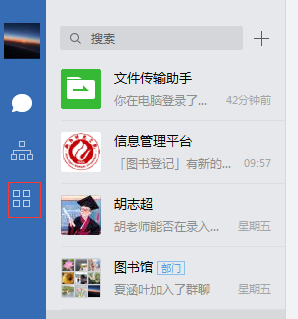 搜索
文件传输助手
你在电脑登录了... 42分钟前
信息管理平台
「图书登记」有新的... 09:57
胡志超
胡老师能否在录入... 星期五
图书馆 部门
夏涵叶加入了群聊 星期五